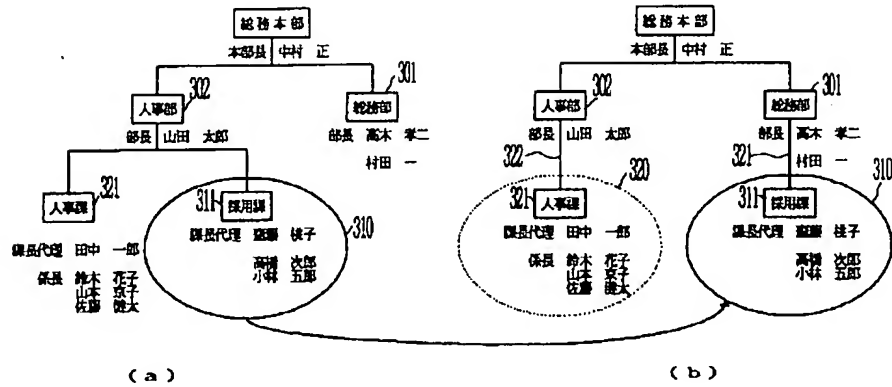 総務本部
本部長 中村 正
302
人事部
301
総務部
部長 山田 太郎
部長 高木 孝二
村田 一
321
人事課
311
採用課
310
課長代理 田中 一郎
課長代理 齋藤 桃子
係長 鈴木 花子
山本 京子
佐藤 健太
高橋 次郎
小林 五郎
(a)
総務本部
本部長 中村 正
302
人事部
301
総務部
部長 山田 太郎
部長 高木 孝二
322
321
村田 一
320
310
321
人事課
311
採用課
課長代理 田中 一郎
課長代理 齋藤 桃子
係長 鈴木 花子
山本 京子
佐藤 健太
高橋 次郎
小林 五郎
(b)